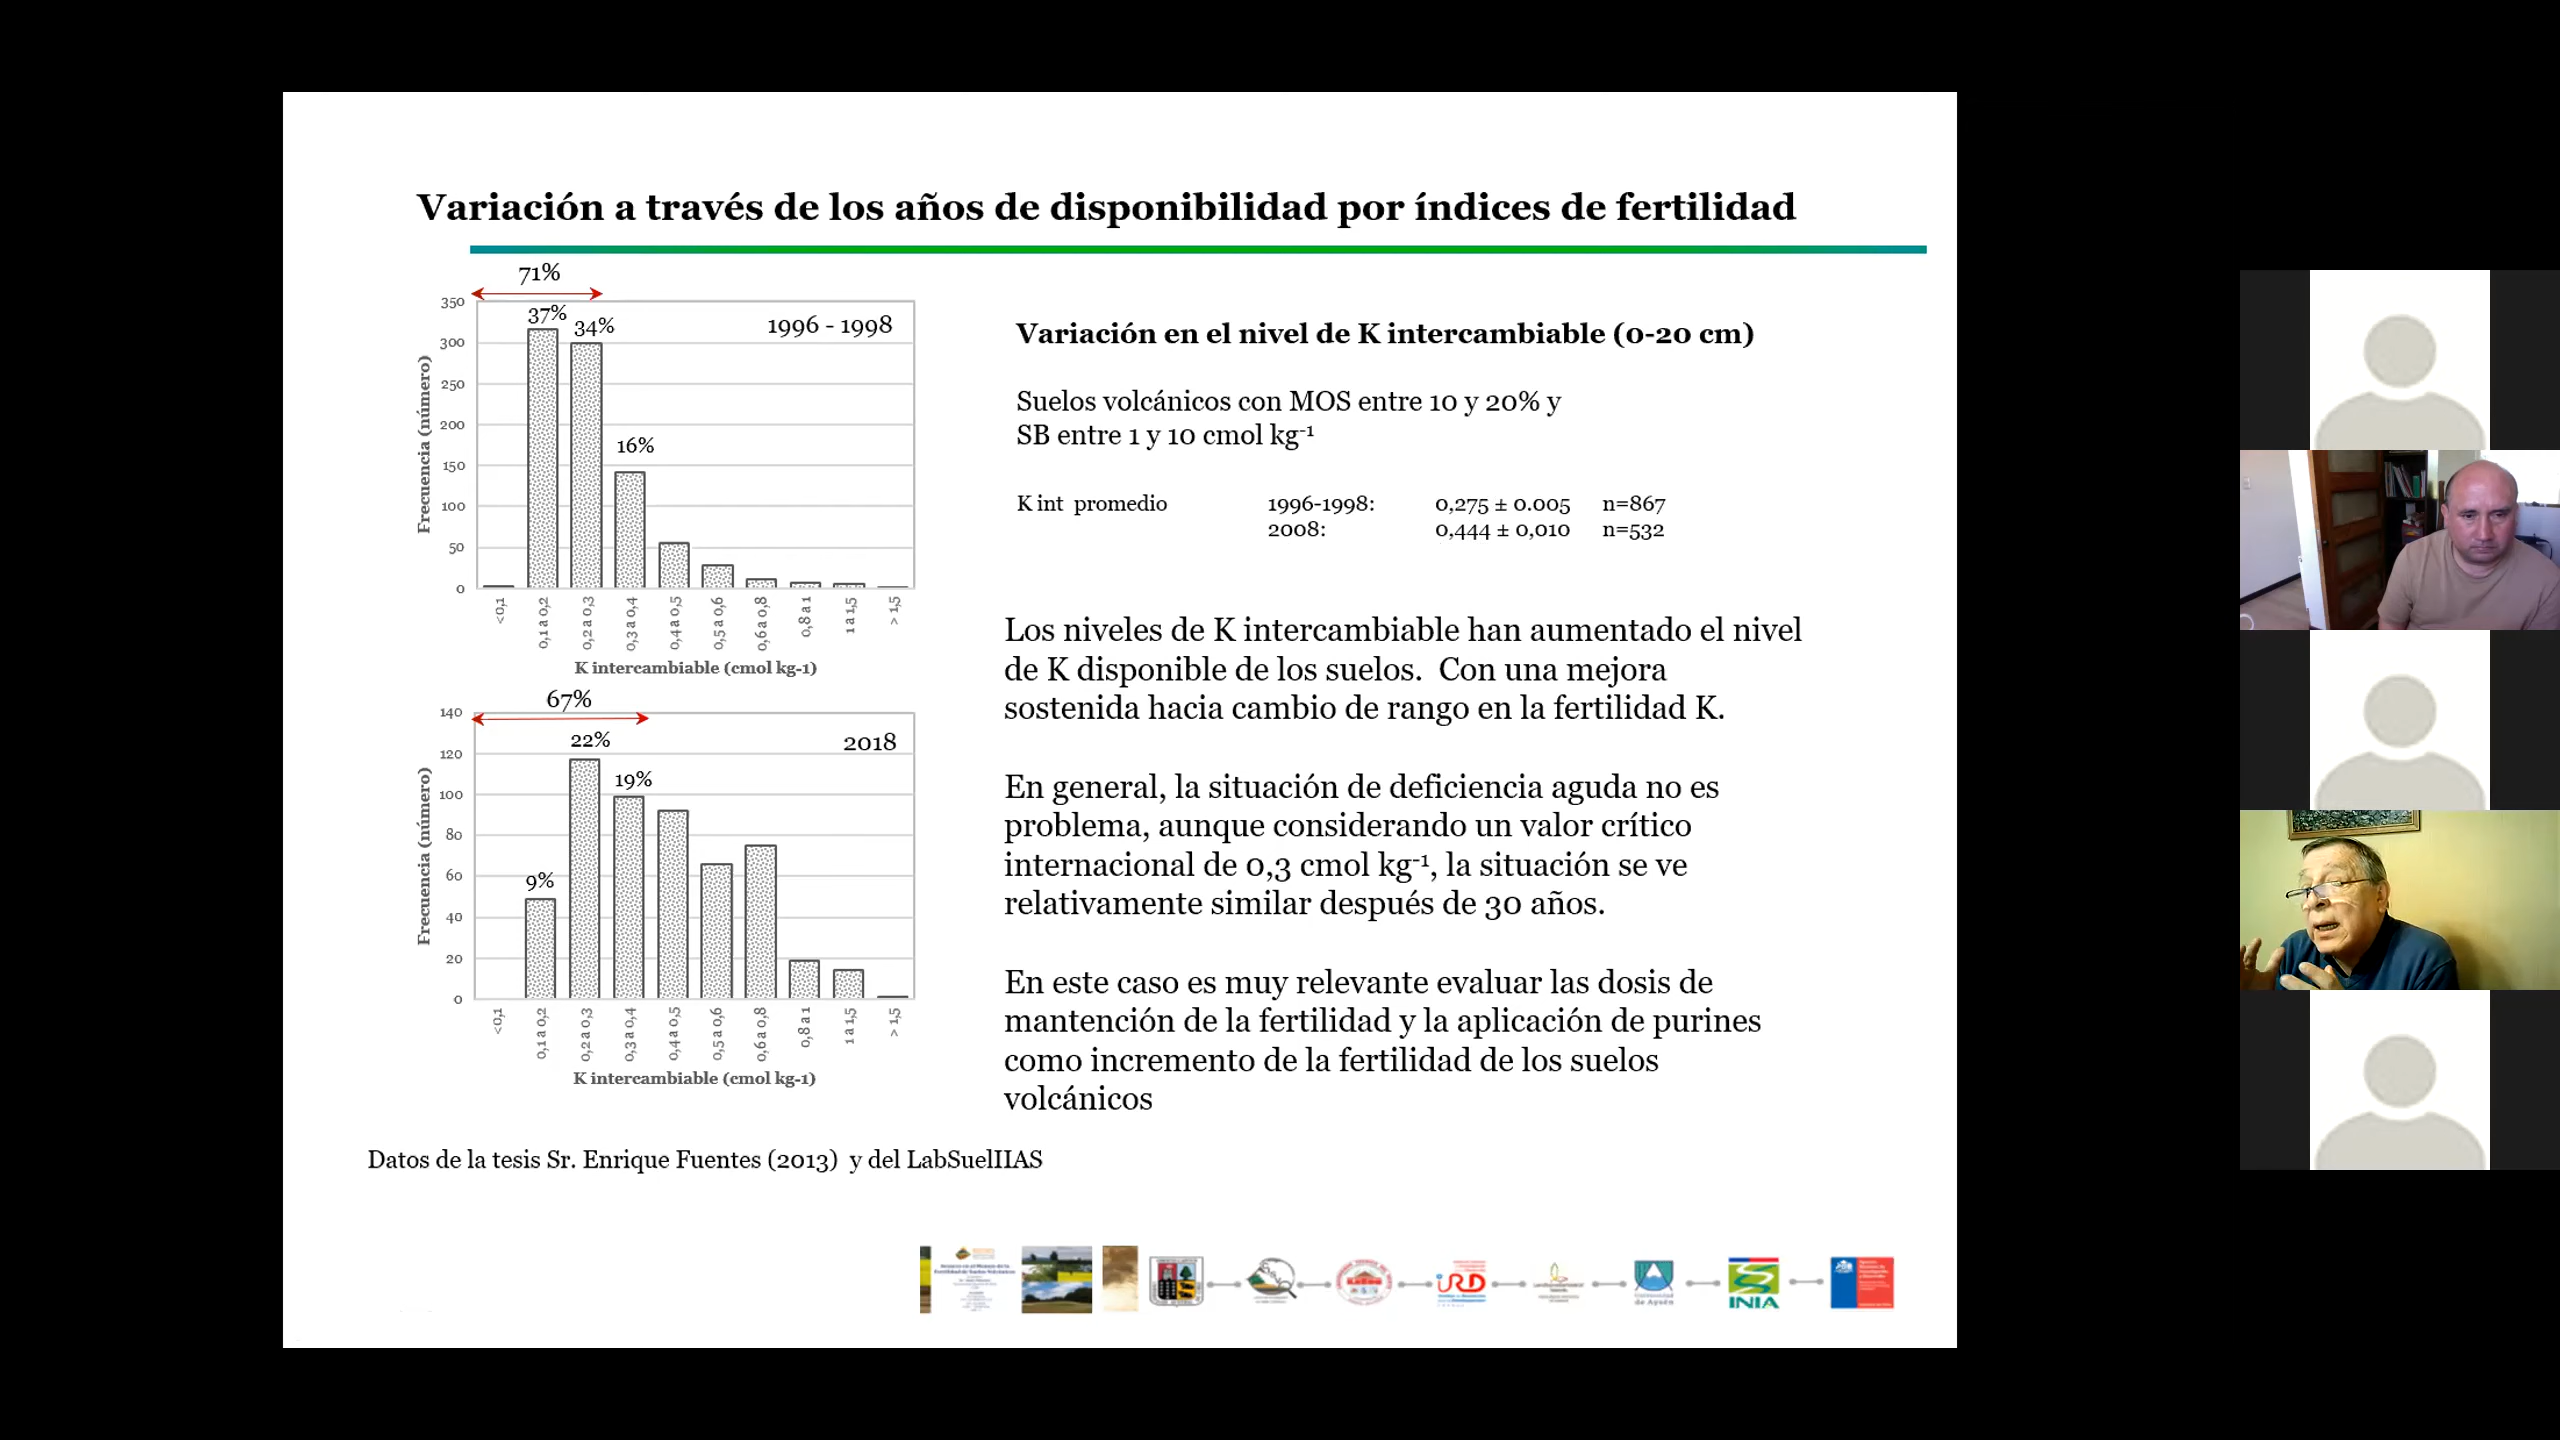 Variación a través de los años de disponibilidad por índices de fertilidad
71%
350
37%
34%
1996 - 1998
300
250
200
16%
150
100
50
0
Frecuencia (número)
<0,1
0,1 a 0,2
0,2 a 0,3
0,3 a 0,4
0,4 a 0,5
0,5 a 0,6
0,6 a 0,8
0,8 a 1
1 a 1,5
> 1,5
K intercambiable (cmol kg-1)
67%
140
22%
2018
120
19%
100
80
9%
60
40
20
0
Frecuencia (número)
<0,1
0,1 a 0,2
0,2 a 0,3
0,3 a 0,4
0,4 a 0,5
0,5 a 0,6
0,6 a 0,8
0,8 a 1
1 a 1,5
> 1,5
K intercambiable (cmol kg-1)
Variación en el nivel de K intercambiable (0-20 cm)
Suelos volcánicos con MOS entre 10 y 20% y
SB entre 1 y 10 cmol kg⁻¹
K int promedio 1996-1998: 0,275 ± 0.005 n=867
2008: 0,444 ± 0,010 n=532
Los niveles de K intercambiable han aumentado el nivel
de K disponible de los suelos. Con una mejora
sostenida hacia cambio de rango en la fertilidad K.
En general, la situación de deficiencia aguda no es
problema, aunque considerando un valor crítico
internacional de 0,3 cmol kg⁻¹, la situación se ve
relativamente similar después de 30 años.
En este caso es muy relevante evaluar las dosis de
mantención de la fertilidad y la aplicación de purines
como incremento de la fertilidad de los suelos
volcánicos
Datos de la tesis Sr. Enrique Fuentes (2013) y del LabSuelIIAS
iRD
Universidad
de Aysén
INIA